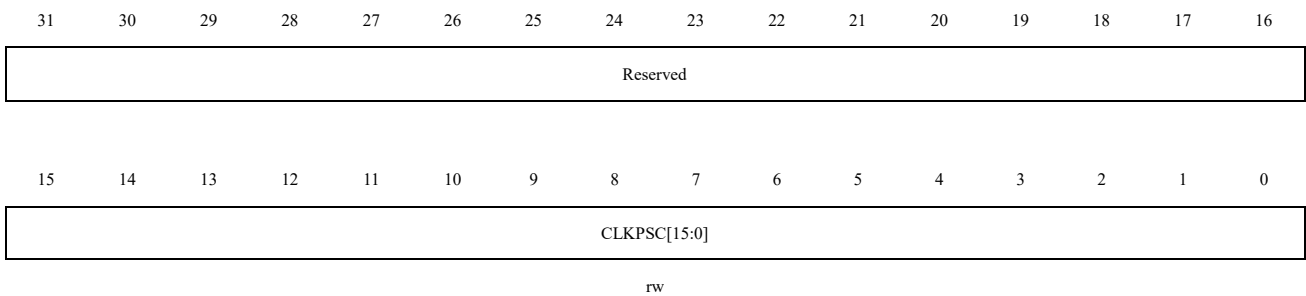 31 30 29 28 27 26 25 24 23 22 21 20 19 18 17 16
Reserved
15 14 13 12 11 10 9 8 7 6 5 4 3 2 1 0
CLKPSC[15:0]
rw